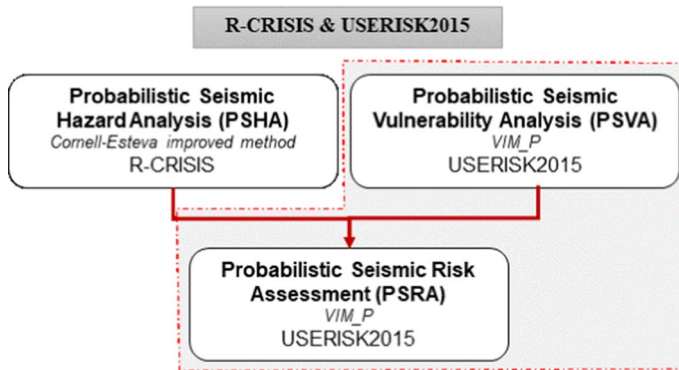 R-CRISIS & USERISK2015
Probabilistic Seismic
Hazard Analysis (PSHA)
Cornell-Esteva improved method
R-CRISIS
Probabilistic Seismic
Vulnerability Analysis (PSVA)
VIM_P
USERISK2015
Probabilistic Seismic Risk
Assessment (PSRA)
VIM_P
USERISK2015